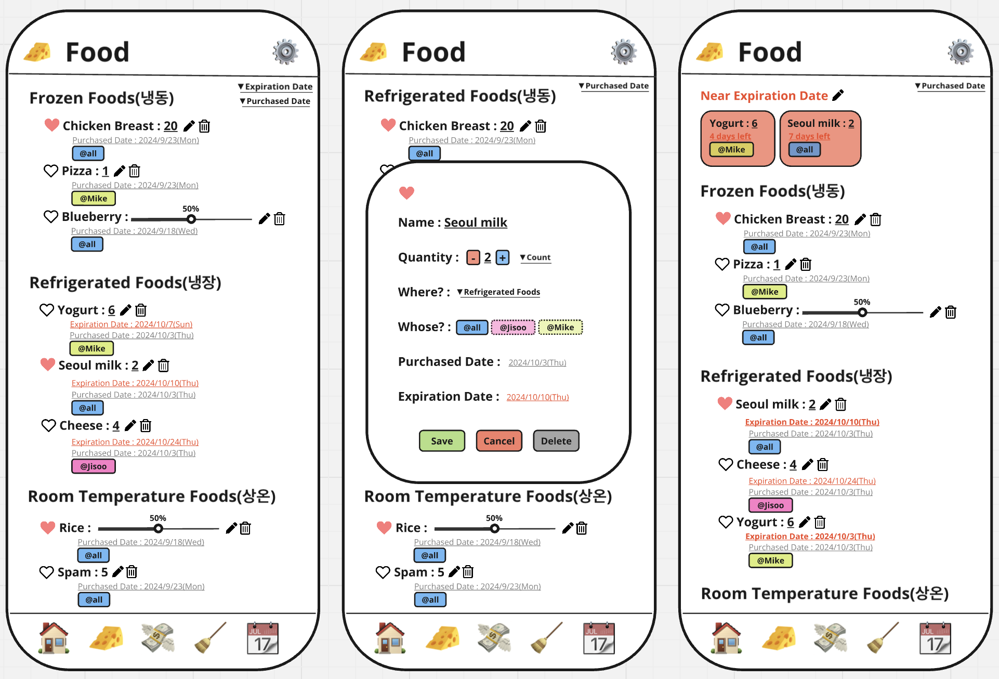 Food
▼Expiration Date
▼Purchased Date
Frozen Foods(냉동)
Chicken Breast : 20
Purchased Date : 2024/9/23(Mon)
@all
Pizza : 1
Purchased Date : 2024/9/23(Mon)
@Mike
50%
Blueberry :
Purchased Date : 2024/9/18(Wed)
@all
Refrigerated Foods(냉장)
Yogurt : 6
Expiration Date : 2024/10/7(Sun)
Purchased Date : 2024/10/3(Thu)
@Mike
Seoul milk : 2
Expiration Date : 2024/10/10(Thu)
Purchased Date : 2024/10/3(Thu)
@all
Cheese : 4
Expiration Date : 2024/10/24(Thu)
Purchased Date : 2024/10/3(Thu)
@Jisoo
Room Temperature Foods(상온)
50%
Rice :
Purchased Date : 2024/9/18(Wed)
@all
Spam : 5
Purchased Date : 2024/9/23(Mon)
@all
JUL
17
Food
▼Purchased Date
Refrigerated Foods(냉동)
Chicken Breast : 20
Purchased Date : 2024/9/23(Mon)
@all
Name : Seoul milk
Quantity : - 2 + ▼Count
Where? : ▼Refrigerated Foods
Whose? : @all @Jisoo @Mike
Purchased Date : 2024/10/3(Thu)
Expiration Date : 2024/10/10(Thu)
Save Cancel Delete
Room Temperature Foods(상온)
50%
Rice :
Purchased Date : 2024/9/18(Wed)
@all
Spam : 5
Purchased Date : 2024/9/23(Mon)
@all
JUL
17
Food
▼Purchased Date
Near Expiration Date
Yogurt : 6
4 days left
@Mike
Seoul milk : 2
7 days left
@all
Frozen Foods(냉동)
Chicken Breast : 20
Purchased Date : 2024/9/23(Mon)
@all
Pizza : 1
Purchased Date : 2024/9/23(Mon)
@Mike
50%
Blueberry :
Purchased Date : 2024/9/18(Wed)
@all
Refrigerated Foods(냉장)
Seoul milk : 2
Expiration Date : 2024/10/10(Thu)
Purchased Date : 2024/10/3(Thu)
@all
Cheese : 4
Expiration Date : 2024/10/24(Thu)
Purchased Date : 2024/10/3(Thu)
@Jisoo
Yogurt : 6
Expiration Date : 2024/10/3(Thu)
Purchased Date : 2024/10/3(Thu)
@Mike
Room Temperature Foods(상온)
JUL
17